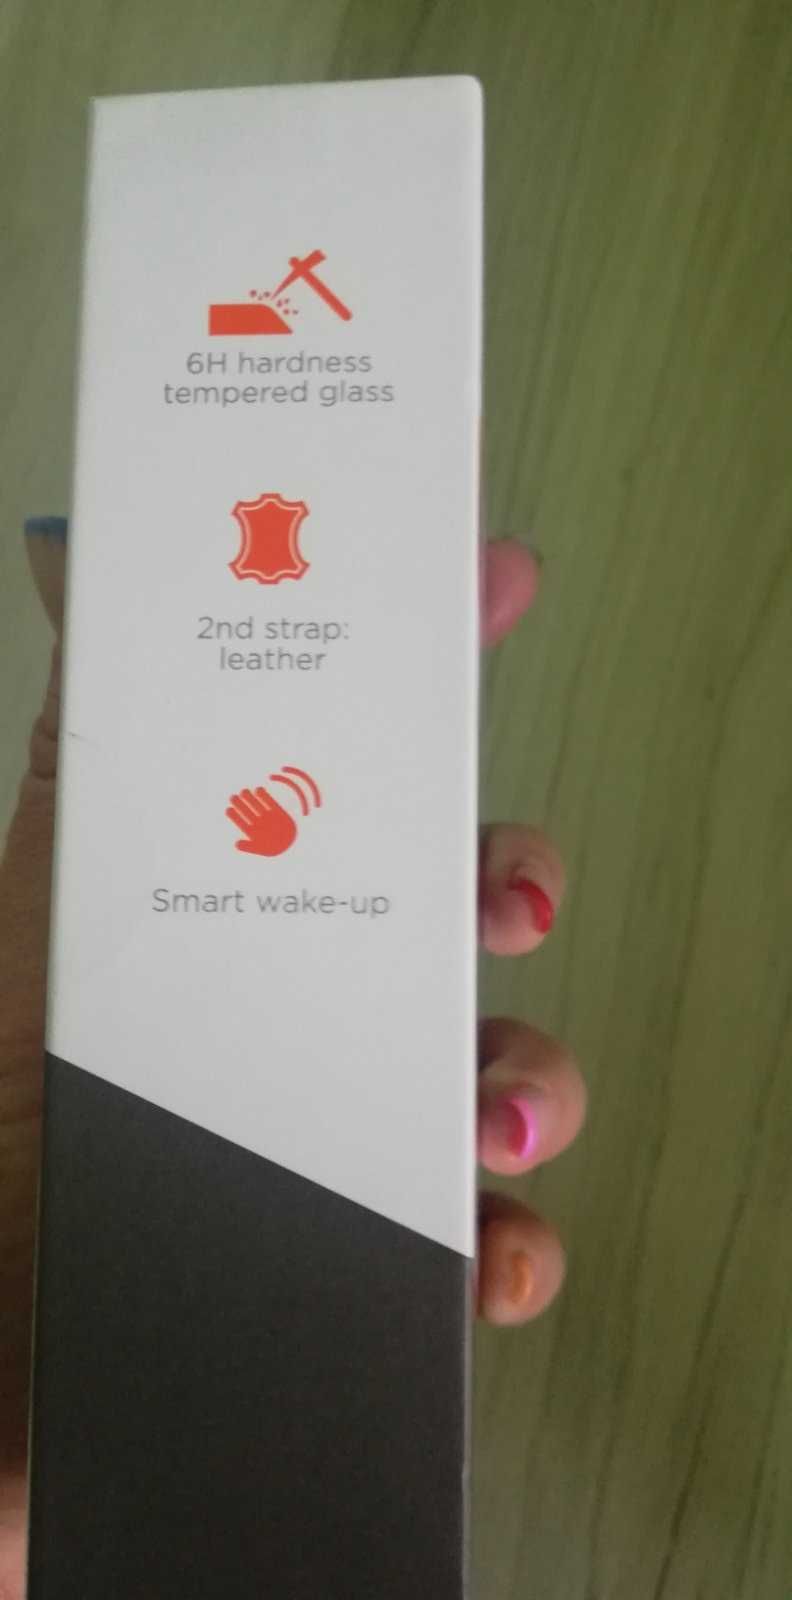 6H hardness
tempered glass
2nd strap:
leather
Smart wake-up